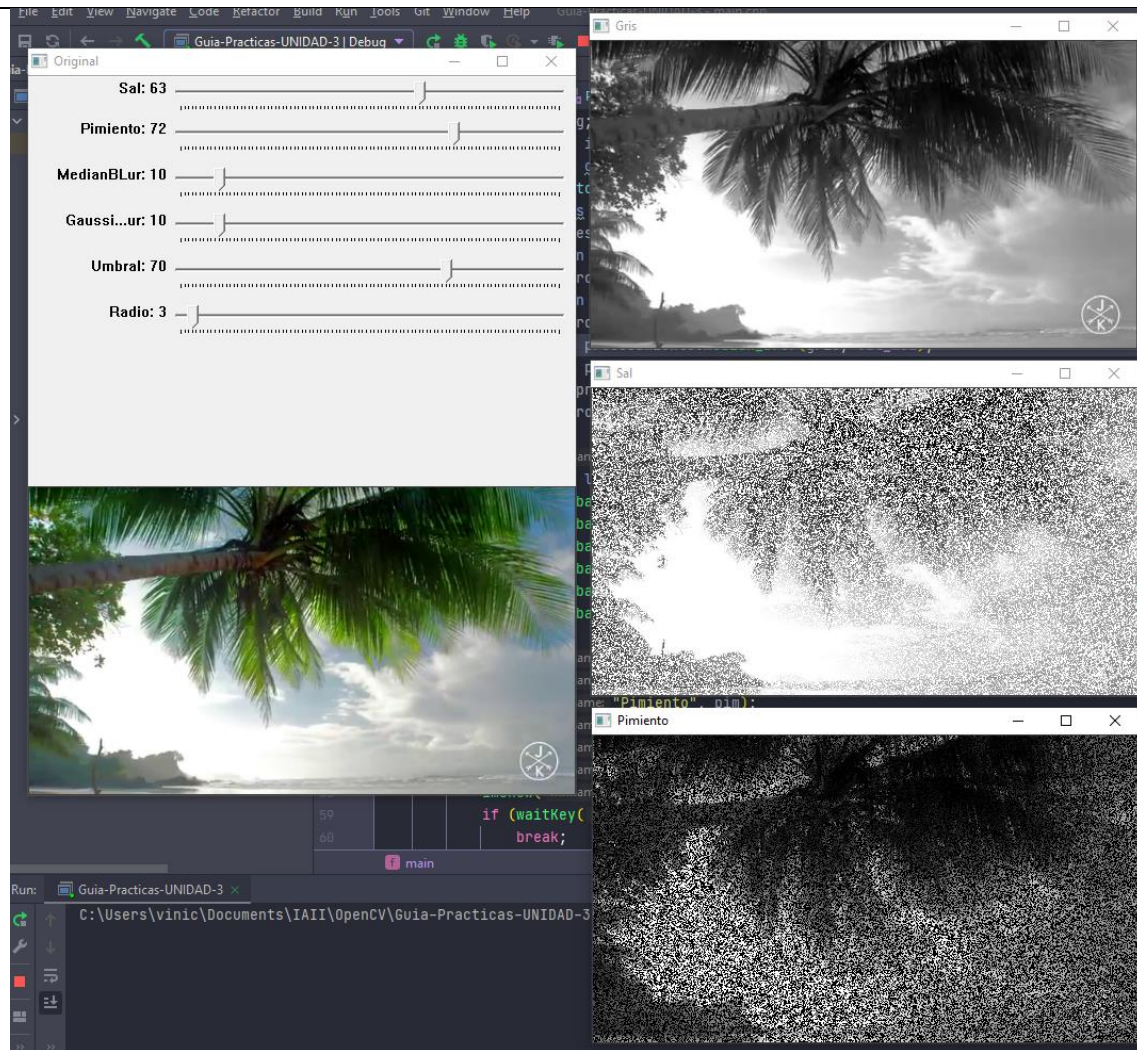 File Edit View Navigate Code Refactor Build Run Tools Git Window Help
Guia-Practicas-UNIDAD-3 | Debug
Original
Sal: 63
Pimiento: 72
MedianBLur: 10
Gaussi...ur: 10
Umbral: 70
Radio: 3
Gris
J
K
Sal
"Pimiento", pim);
Pimiento
J
K
59 if (waitKey(
60 break;
f main
Run: Guia-Practicas-UNIDAD-3
C:\Users\vinic\Documents\IAII\OpenCV\Guia-Practicas-UNIDAD-3